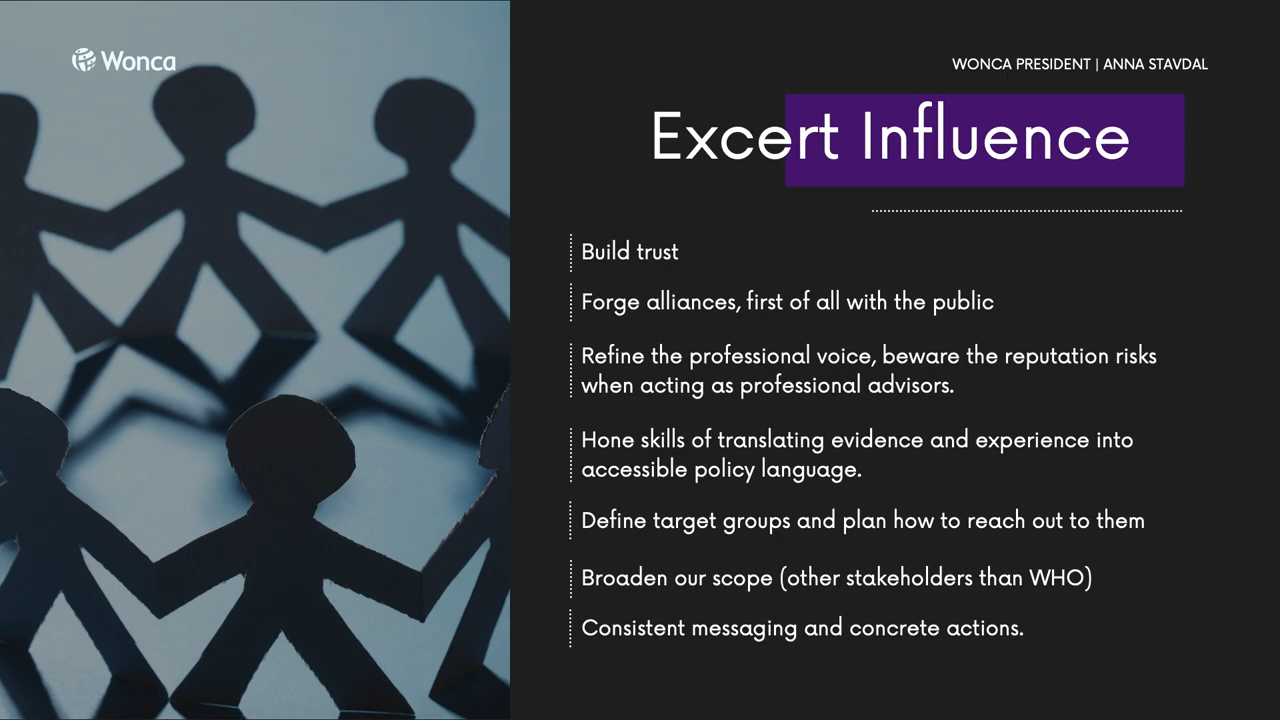 Wonca
WONCA PRESIDENT | ANNA STAVDAL
Excert Influence
Build trust
Forge alliances, first of all with the public
Refine the professional voice, beware the reputation risks
when acting as professional advisors.
Hone skills of translating evidence and experience into
accessible policy language.
Define target groups and plan how to reach out to them
Broaden our scope (other stakeholders than WHO)
Consistent messaging and concrete actions.